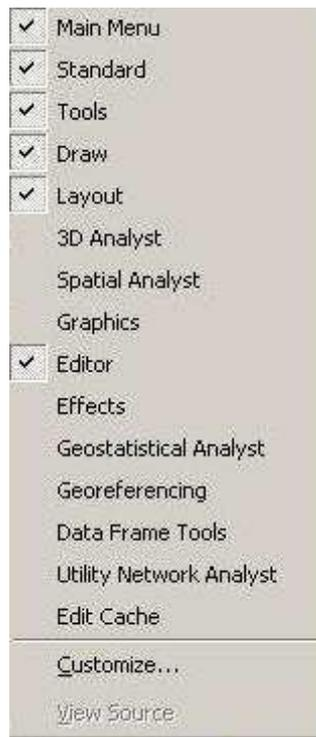 Main Menu
Standard
Tools
Draw
Layout
3D Analyst
Spatial Analyst
Graphics
Editor
Effects
Geostatistical Analyst
Georeferencing
Data Frame Tools
Utility Network Analyst
Edit Cache
Customize...
View Source